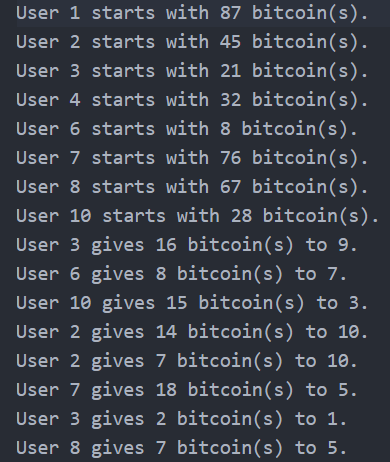 User 1 starts with 87 bitcoin(s).
User 2 starts with 45 bitcoin(s).
User 3 starts with 21 bitcoin(s).
User 4 starts with 32 bitcoin(s).
User 6 starts with 8 bitcoin(s).
User 7 starts with 76 bitcoin(s).
User 8 starts with 67 bitcoin(s).
User 10 starts with 28 bitcoin(s).
User 3 gives 16 bitcoin(s) to 9.
User 6 gives 8 bitcoin(s) to 7.
User 10 gives 15 bitcoin(s) to 3.
User 2 gives 14 bitcoin(s) to 10.
User 2 gives 7 bitcoin(s) to 10.
User 7 gives 18 bitcoin(s) to 5.
User 3 gives 2 bitcoin(s) to 1.
User 8 gives 7 bitcoin(s) to 5.